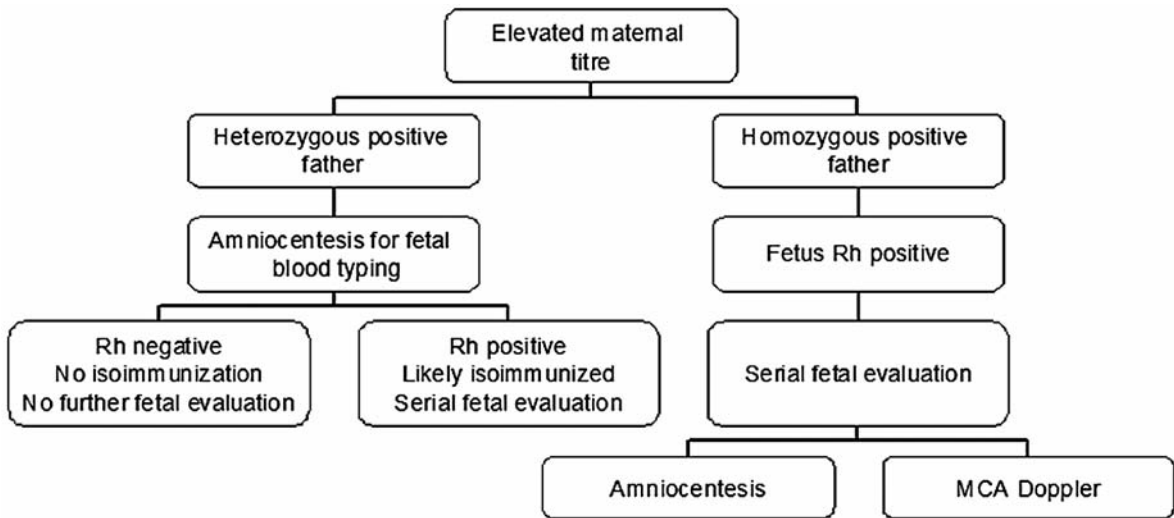 Elevated maternal
titre
Heterozygous positive
father
Homozygous positive
father
Amniocentesis for fetal
blood typing
Fetus Rh positive
Rh negative
No isoimmunization
No further fetal evaluation
Rh positive
Likely isoimmunized
Serial fetal evaluation
Serial fetal evaluation
Amniocentesis
MCA Doppler